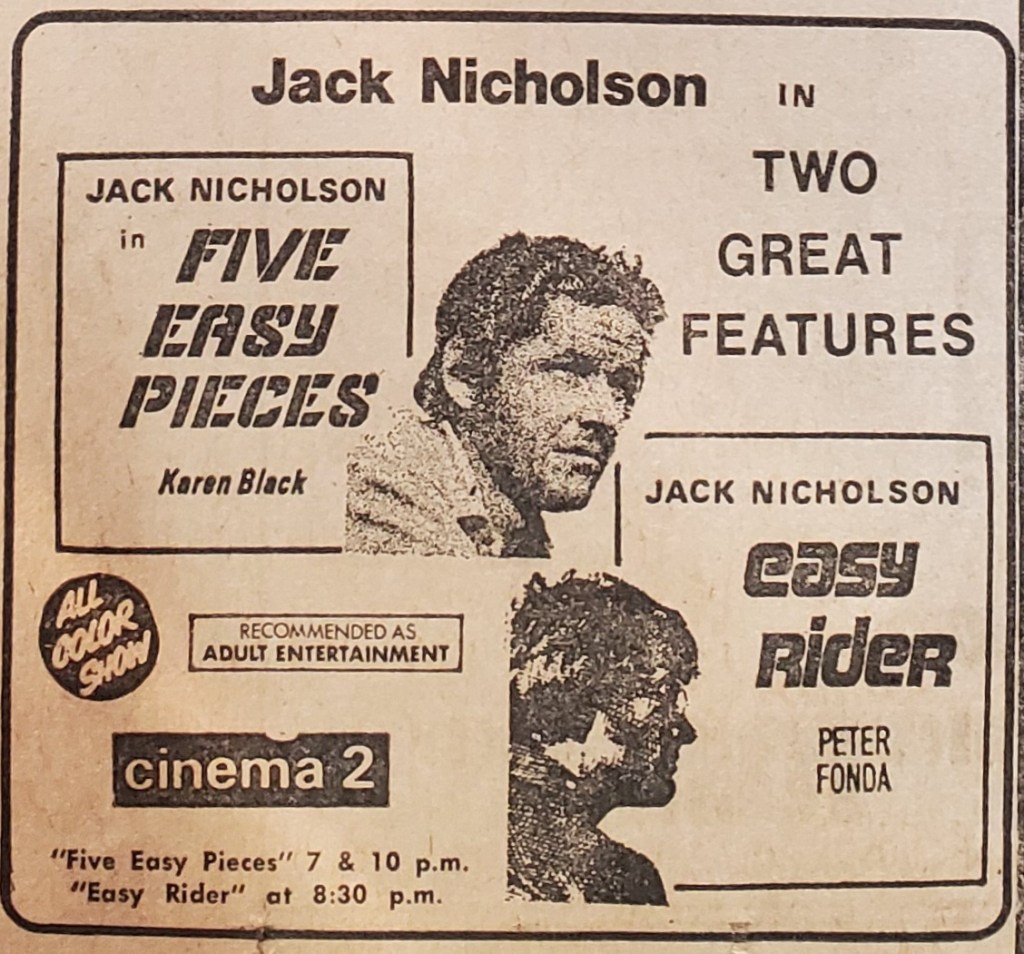 Jack Nicholson IN
TWO
GREAT
FEATURES
JACK NICHOLSON
in FIVE
EASY
PIECES
Karen Black
JACK NICHOLSON
easy
Rider
PETER
FONDA
ALL
COLOR
SHOW
RECOMMENDED AS
ADULT ENTERTAINMENT
cinema 2
"Five Easy Pieces" 7 & 10 p.m.
"Easy Rider" at 8:30 p.m.